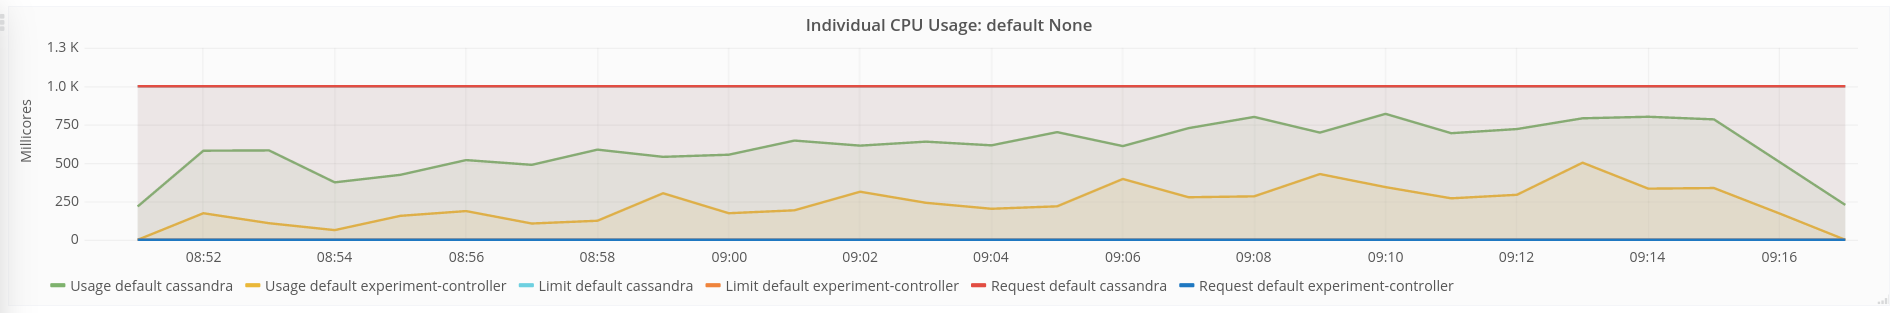 Individual CPU Usage: default None
Millicores
1.3 K
1.0 K
750
500
250
0
08:52 08:54 08:56 08:58 09:00 09:02 09:04 09:06 09:08 09:10 09:12 09:14 09:16
Usage default cassandra Usage default experiment-controller Limit default cassandra Limit default experiment-controller Request default cassandra Request default experiment-controller